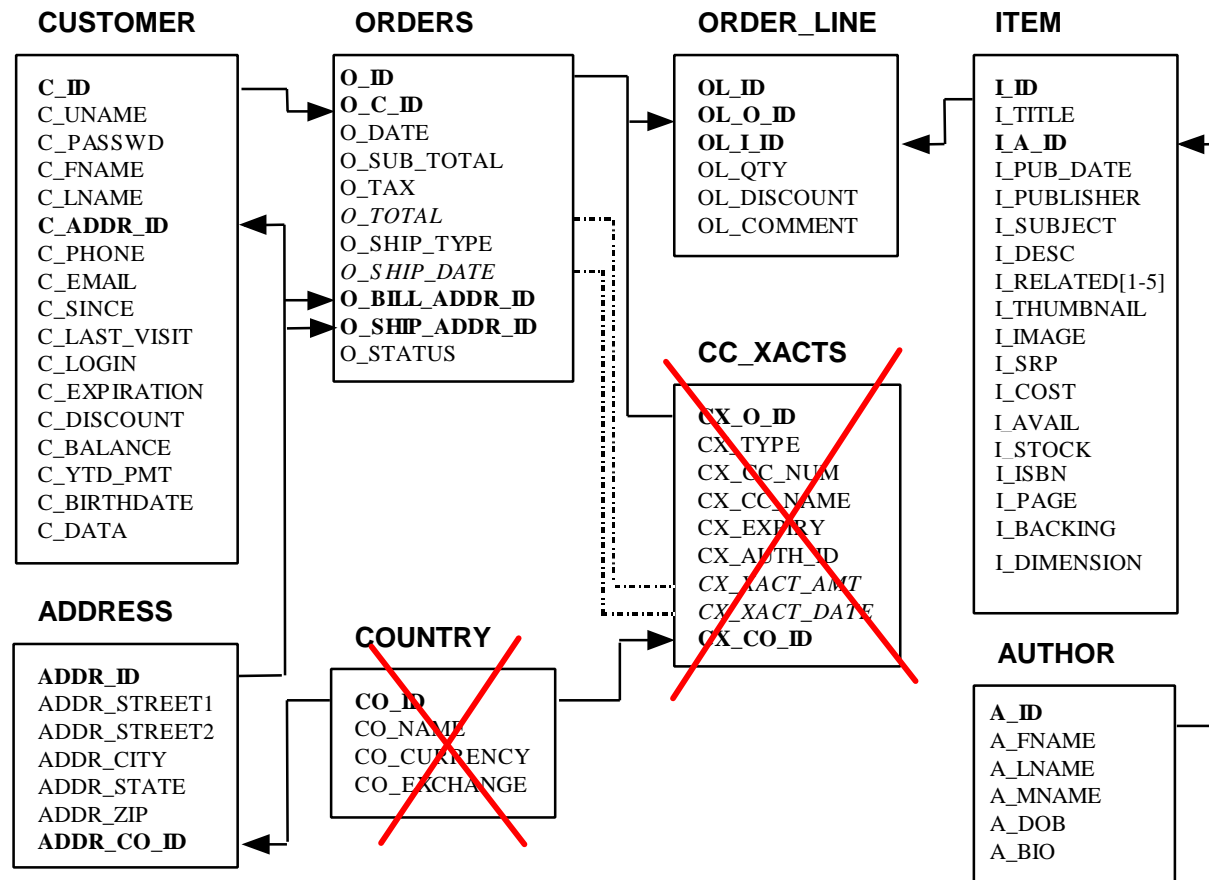 CUSTOMER
C_ID
C_UNAME
C_PASSWD
C_FNAME
C_LNAME
C_ADDR_ID
C_PHONE
C_EMAIL
C_SINCE
C_LAST_VISIT
C_LOGIN
C_EXPIRATION
C_DISCOUNT
C_BALANCE
C_YTD_PMT
C_BIRTHDATE
C_DATA
ORDERS
O_ID
O_C_ID
O_DATE
O_SUB_TOTAL
O_TAX
O_TOTAL
O_SHIP_TYPE
O_SHIP_DATE
O_BILL_ADDR_ID
O_SHIP_ADDR_ID
O_STATUS
ORDER_LINE
OL_ID
OL_O_ID
OL_I_ID
OL_QTY
OL_DISCOUNT
OL_COMMENT
ITEM
I_ID
I_TITLE
I_A_ID
I_PUB_DATE
I_PUBLISHER
I_SUBJECT
I_DESC
I_RELATED[1-5]
I_THUMBNAIL
I_IMAGE
I_SRP
I_COST
I_AVAIL
I_STOCK
I_ISBN
I_PAGE
I_BACKING
I_DIMENSION
CC_XACTS
CX_O_ID
CX_TYPE
CX_CC_NUM
CX_CC_NAME
CX_EXPIRY
CX_AUTH_ID
CX_XACT_AMT
CX_XACT_DATE
CX_CO_ID
ADDRESS
ADDR_ID
ADDR_STREET1
ADDR_STREET2
ADDR_CITY
ADDR_STATE
ADDR_ZIP
ADDR_CO_ID
COUNTRY
CO_ID
CO_NAME
CO_CURRENCY
CO_EXCHANGE
AUTHOR
A_ID
A_FNAME
A_LNAME
A_MNAME
A_DOB
A_BIO